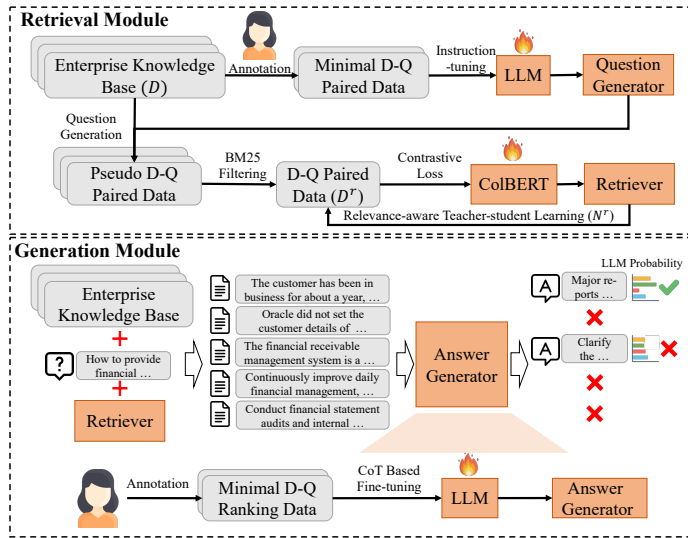 Retrieval Module
Enterprise Knowledge
Base (D)
Annotation
Minimal D-Q
Paired Data
Instruction
-tuning
LLM
Question
Generator
Question
Generation
Pseudo D-Q
Paired Data
BM25
Filtering
D-Q Paired
Data (Dʳ)
Contrastive
Loss
ColBERT
Retriever
Relevance-aware Teacher-student Learning (Nʳ)
Generation Module
Enterprise
Knowledge Base
+
?
How to provide
financial …
+
Retriever
The customer has been in
business for about a year, …
Oracle did not set the
customer details of …
The financial receivable
management system is a …
Continuously improve daily
financial management, …
Conduct financial statement
audits and internal …
Answer
Generator
LLM Probability
A
Major re-
ports …
A
Clarify
the …
Annotation
Minimal D-Q
Ranking Data
CoT Based
Fine-tuning
LLM
Answer
Generator